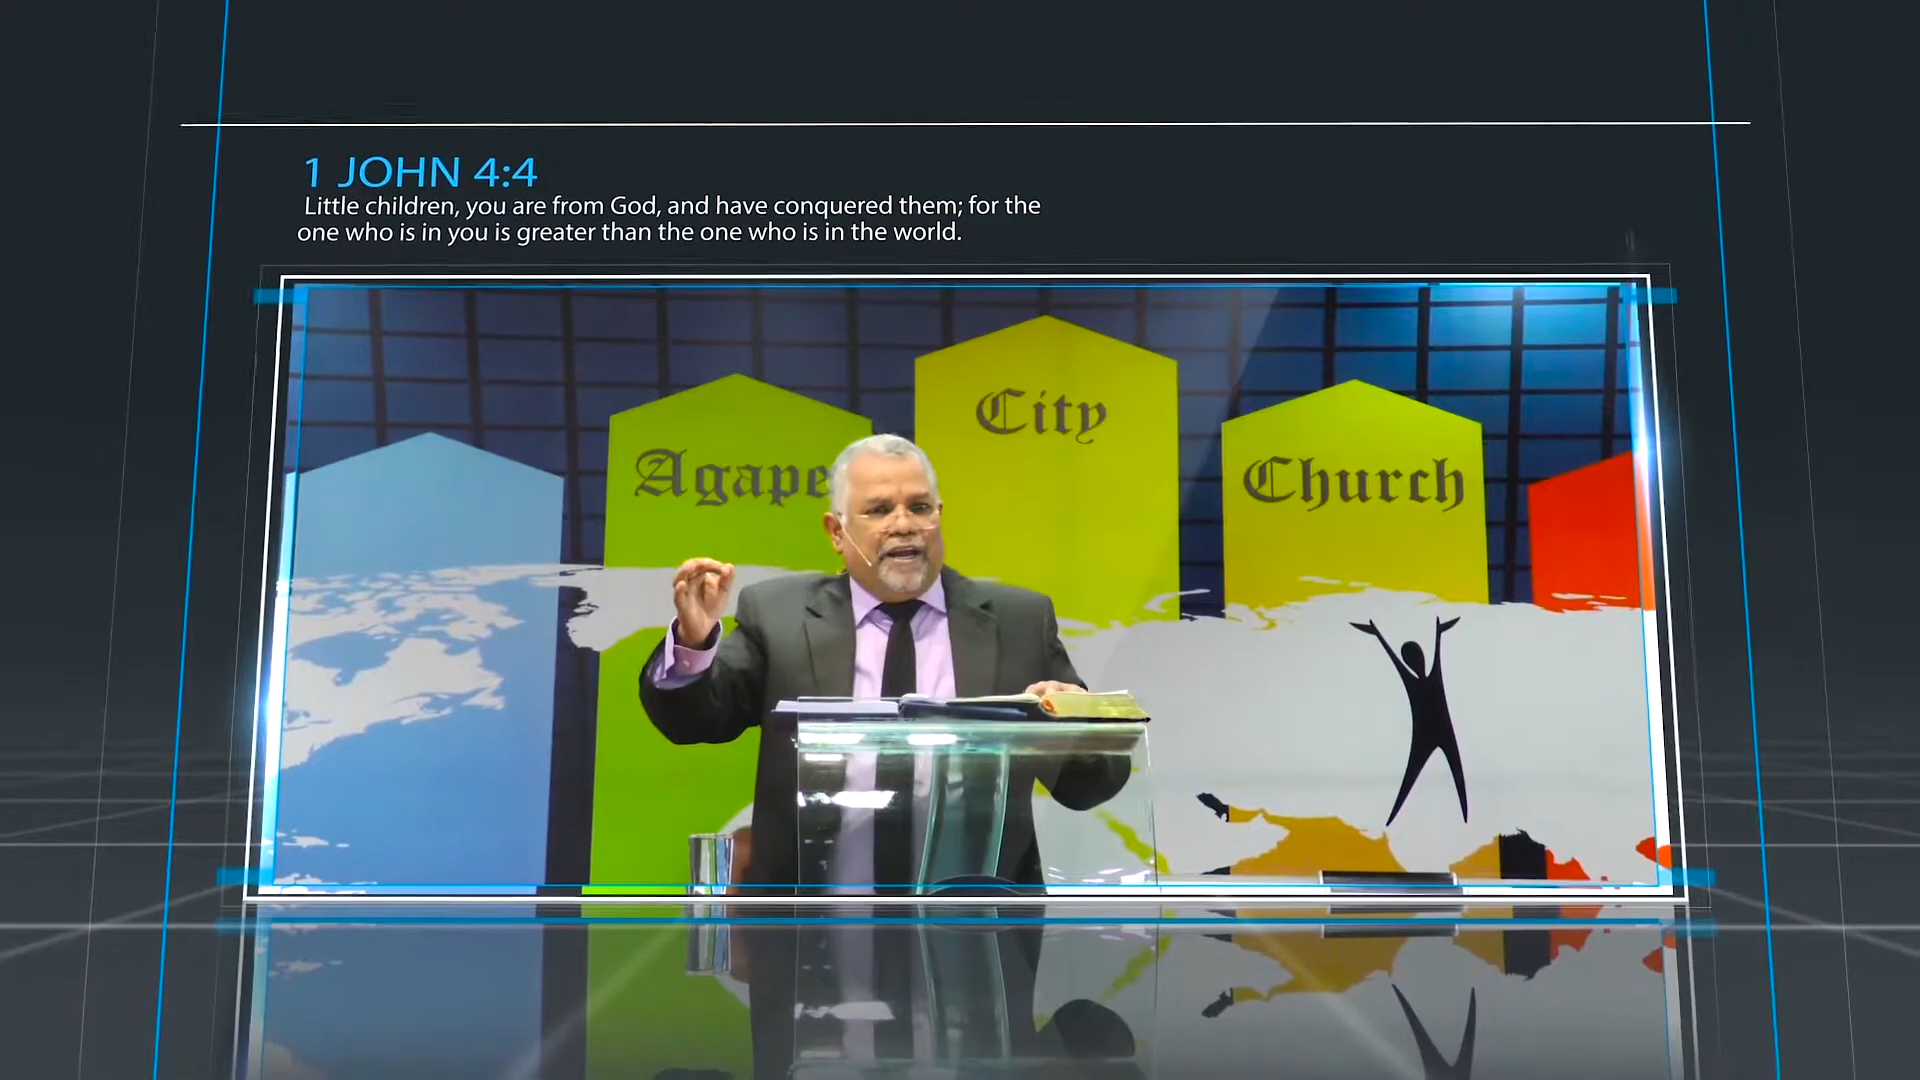 1 JOHN 4:4
Little children, you are from God, and have conquered them; for the
one who is in you is greater than the one who is in the world.
Agape
City
Church